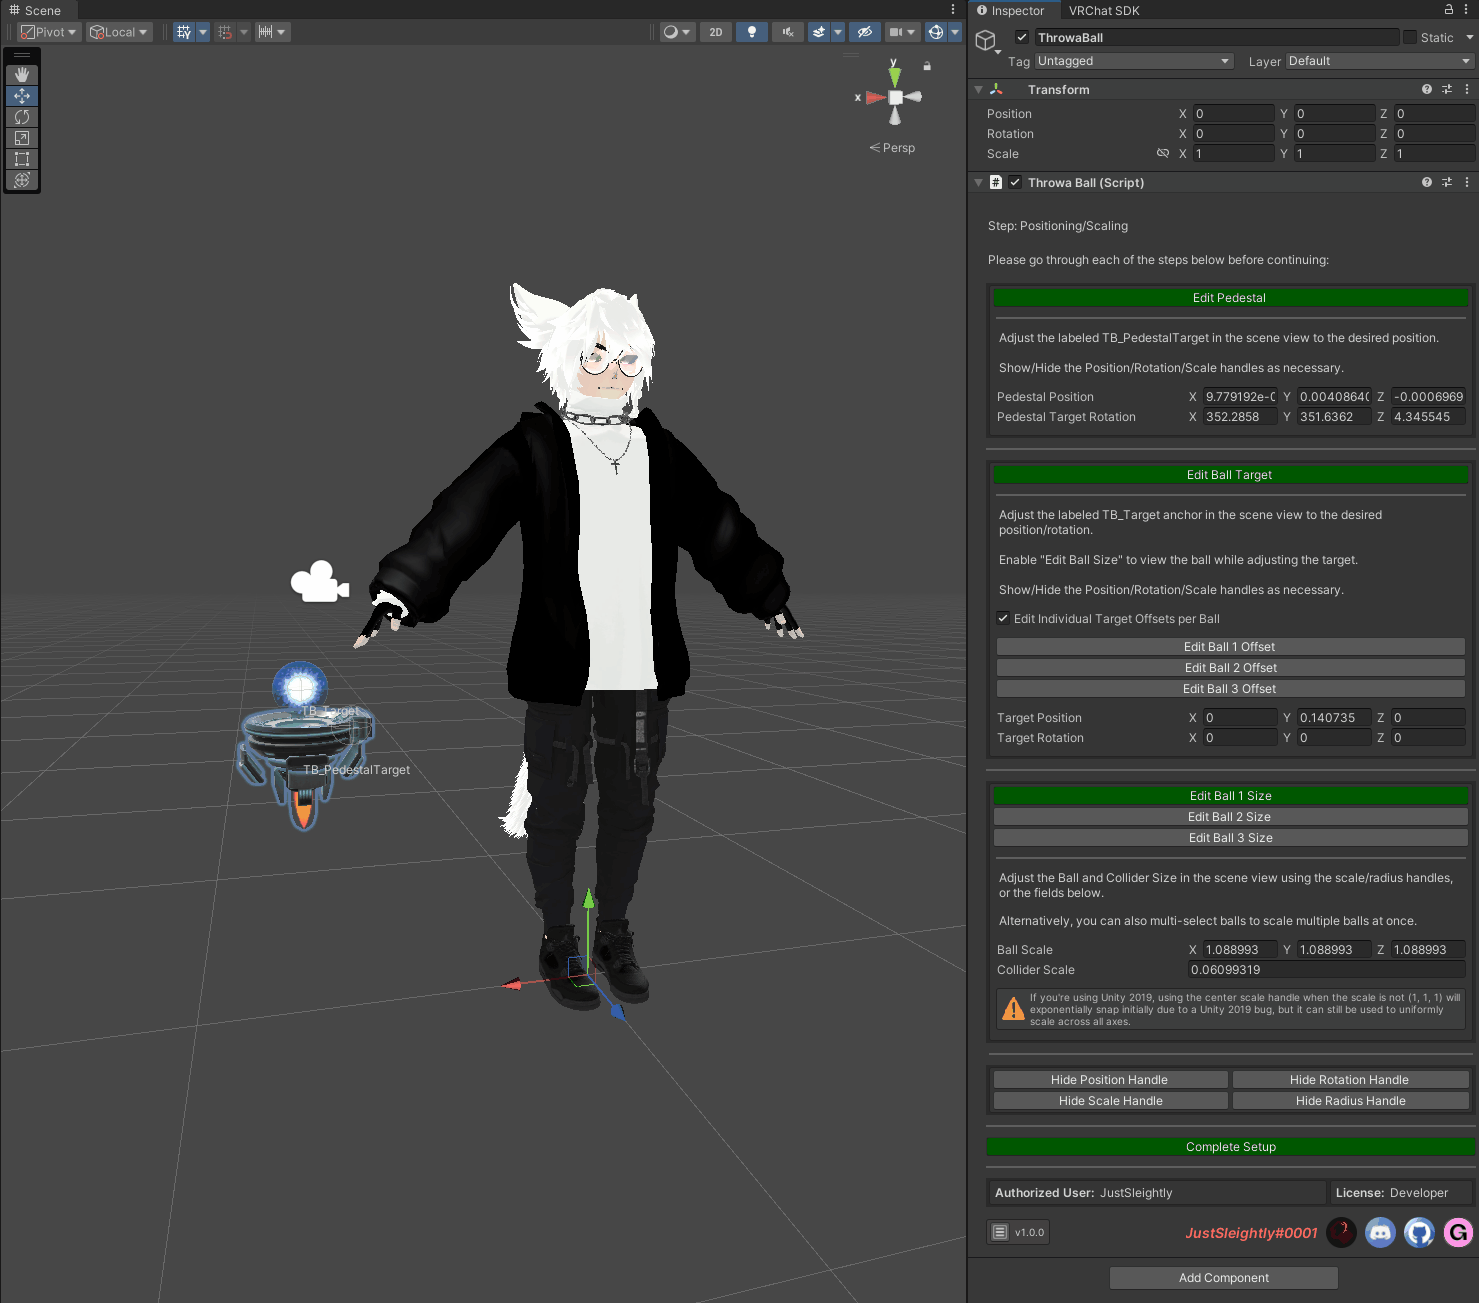 Scene
Pivot
Local
2D
y
x
Persp
TB_Target
TB_PedestalTarget
Inspector
VRChat SDK
ThrowaBall
Static
Tag Untagged Layer Default
Transform
Position X 0 Y 0 Z 0
Rotation X 0 Y 0 Z 0
Scale X 1 Y 1 Z 1
# Throwa Ball (Script)
Step: Positioning/Scaling
Please go through each of the steps below before continuing:
Edit Pedestal
Adjust the labeled TB_PedestalTarget in the scene view to the desired position.
Show/Hide the Position/Rotation/Scale handles as necessary.
Pedestal Position X 9.779192e-0 Y 0.0040864( Z -0.0006969
Pedestal Target Rotation X 352.2858 Y 351.6362 Z 4.345545
Edit Ball Target
Adjust the labeled TB_Target anchor in the scene view to the desired
position/rotation.
Enable "Edit Ball Size" to view the ball while adjusting the target.
Show/Hide the Position/Rotation/Scale handles as necessary.
Edit Individual Target Offsets per Ball
Edit Ball 1 Offset
Edit Ball 2 Offset
Edit Ball 3 Offset
Target Position X 0 Y 0.140735 Z 0
Target Rotation X 0 Y 0 Z 0
Edit Ball 1 Size
Edit Ball 2 Size
Edit Ball 3 Size
Adjust the Ball and Collider Size in the scene view using the scale/radius handles,
or the fields below.
Alternatively, you can also multi-select balls to scale multiple balls at once.
Ball Scale X 1.088993 Y 1.088993 Z 1.088993
Collider Scale 0.06099319
If you're using Unity 2019, using the center scale handle when the scale is not (1, 1, 1) will
exponentially snap initially due to a Unity 2019 bug, but it can still be used to uniformly
scale across all axes.
Hide Position Handle Hide Rotation Handle
Hide Scale Handle Hide Radius Handle
Complete Setup
Authorized User: JustSleightly License: Developer
v1.0.0 JustSleightly#0001 G
Add Component